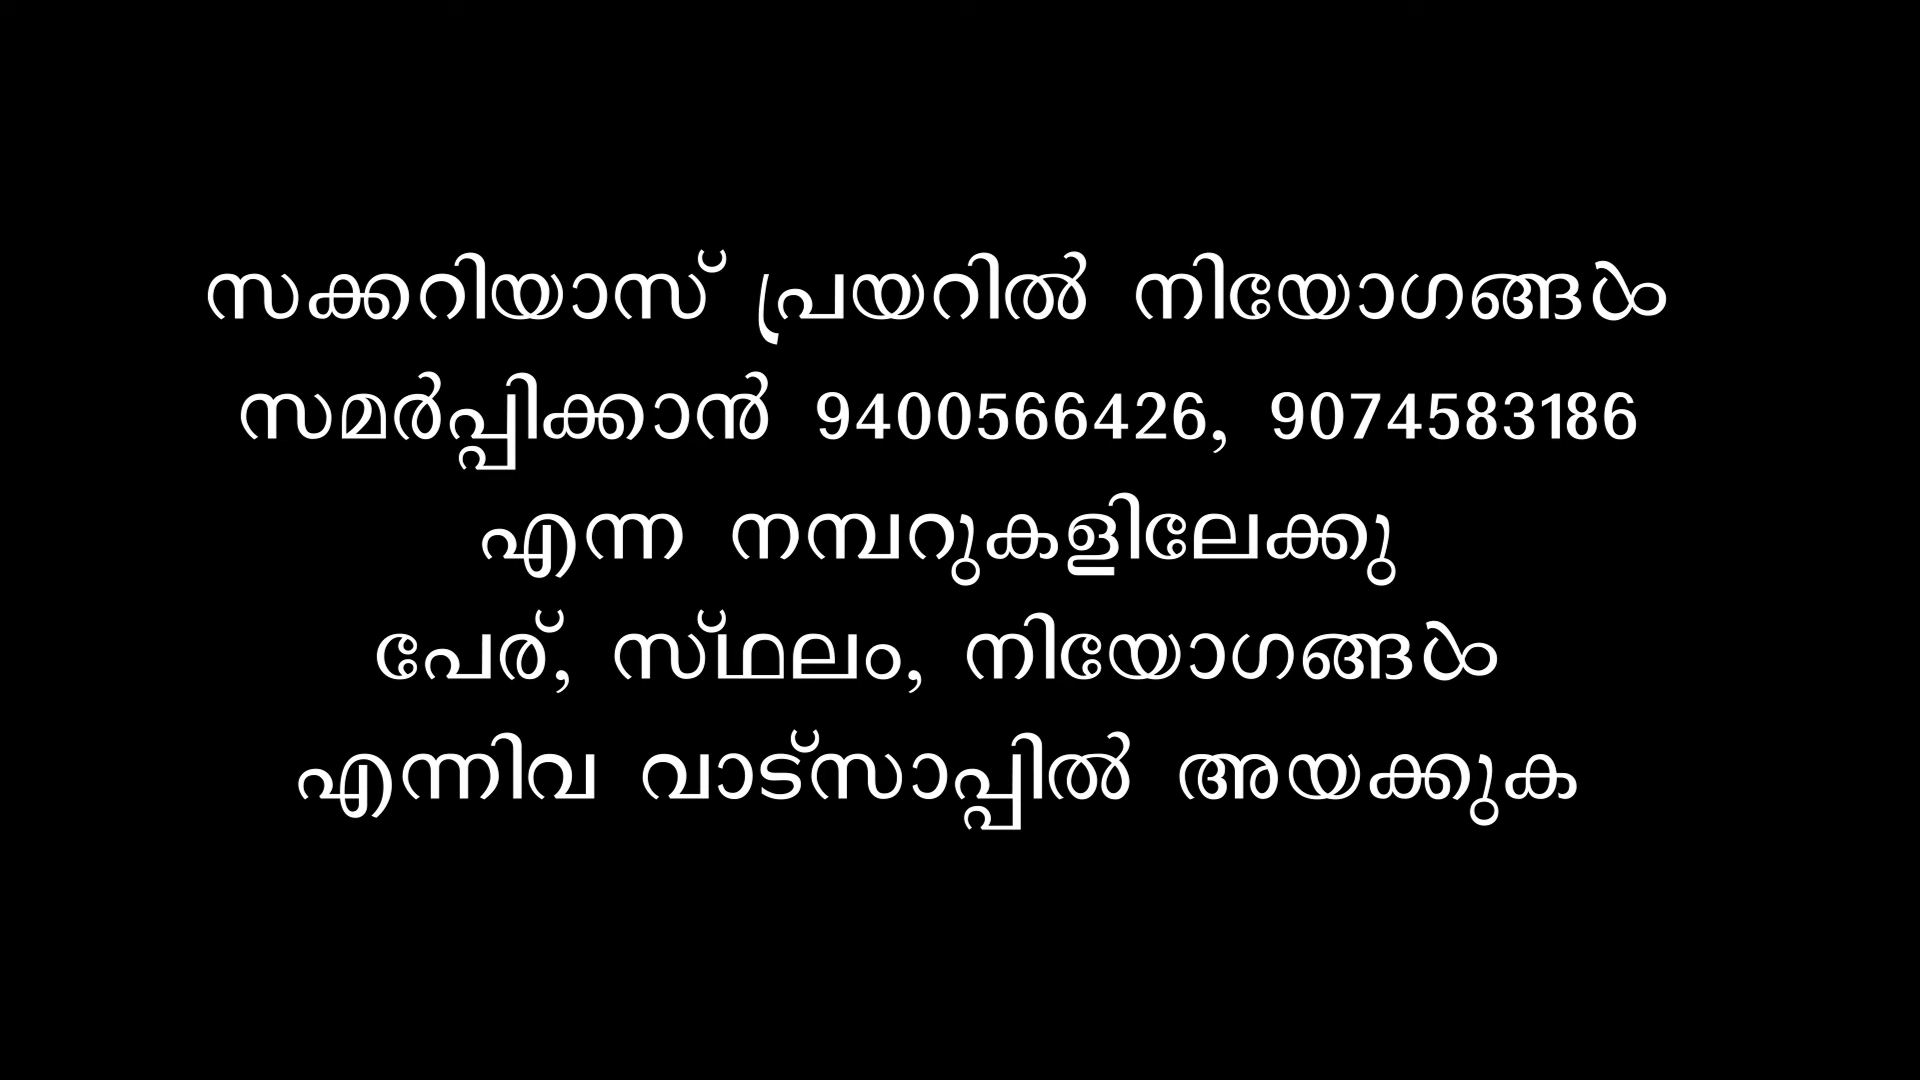 സക്കറിയാസ് പ്രയറിൽ നിയോഗങ്ങൾ
സമർപ്പിക്കാൻ 9400566426, 9074583186
എന്ന നമ്പറുകളിലേക്കു
പേര്, സ്ഥലം, നിയോഗങ്ങൾ
എന്നിവ വാട്സാപ്പിൽ അയക്കുക